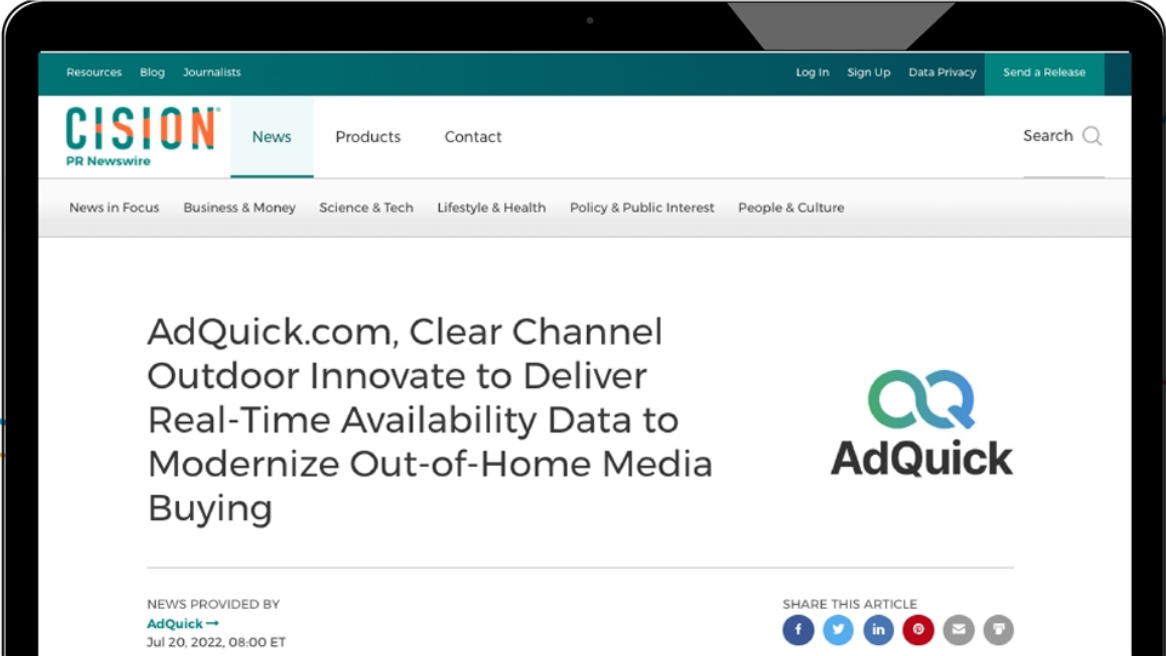 Resources Blog Journalists Log In Sign Up Data Privacy Send a Release
CISION
PR Newswire
News Products Contact Search
News in Focus Business & Money Science & Tech Lifestyle & Health Policy & Public Interest People & Culture
AdQuick.com, Clear Channel
Outdoor Innovate to Deliver
Real-Time Availability Data to
Modernize Out-of-Home Media
Buying
AdQuick
NEWS PROVIDED BY
AdQuick
Jul 20, 2022, 08:00 ET
SHARE THIS ARTICLE